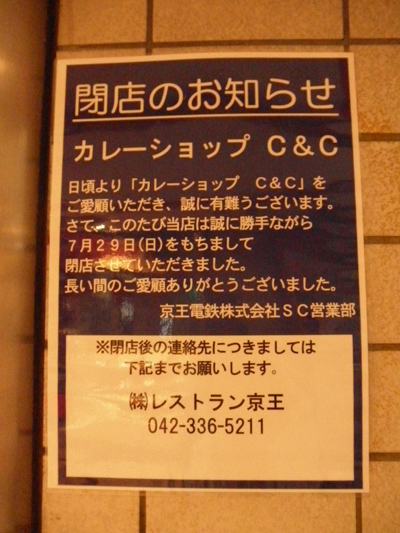 閉店のお知らせ
カレーショップ C&C
日頃より「カレーショップ C&C」を
ご愛顧いただき、誠に有難うございます。
さて、このたび当店は誠に勝手ながら
7月29日(日)をもちまして
閉店させていただきました。
長い間のご愛顧ありがとうございました。
京王電鉄株式会社SC営業部
※閉店後の連絡先につきましては
下記までお願いします。
㈱レストラン京王
042-336-5211